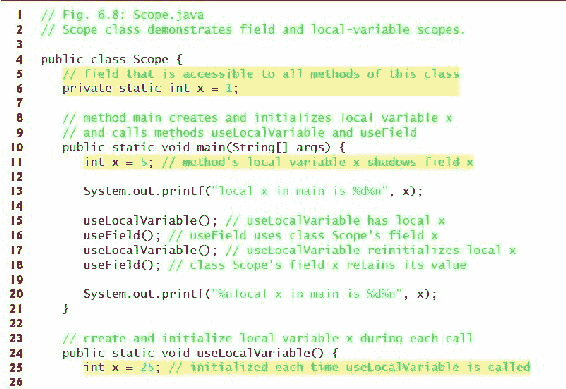 1 // Fig. 6.8: Scope.java
2 // Scope class demonstrates field and local-variable scopes.
3
4 public class Scope {
5 // field that is accessible to all methods of this class
6 private static int x = 1;
7
8 // method main creates and initializes local variable x
9 // and calls methods useLocalVariable and useField
10 public static void main(String[] args) {
11 int x = 5; // method's local variable x shadows field x
12
13 System.out.printf("local x in main is %d%n", x);
14
15 useLocalVariable(); // useLocalVariable has local x
16 useField(); // useField uses class Scope's field x
17 useLocalVariable(); // useLocalVariable reinitializes local x
18 useField(); // class Scope's field x retains its value
19
20 System.out.printf("%nlocal x in main is %d%n", x);
21 }
22
23 // create and initialize local variable x during each call
24 public static void useLocalVariable() {
25 int x = 25; // initialized each time useLocalVariable is called
26